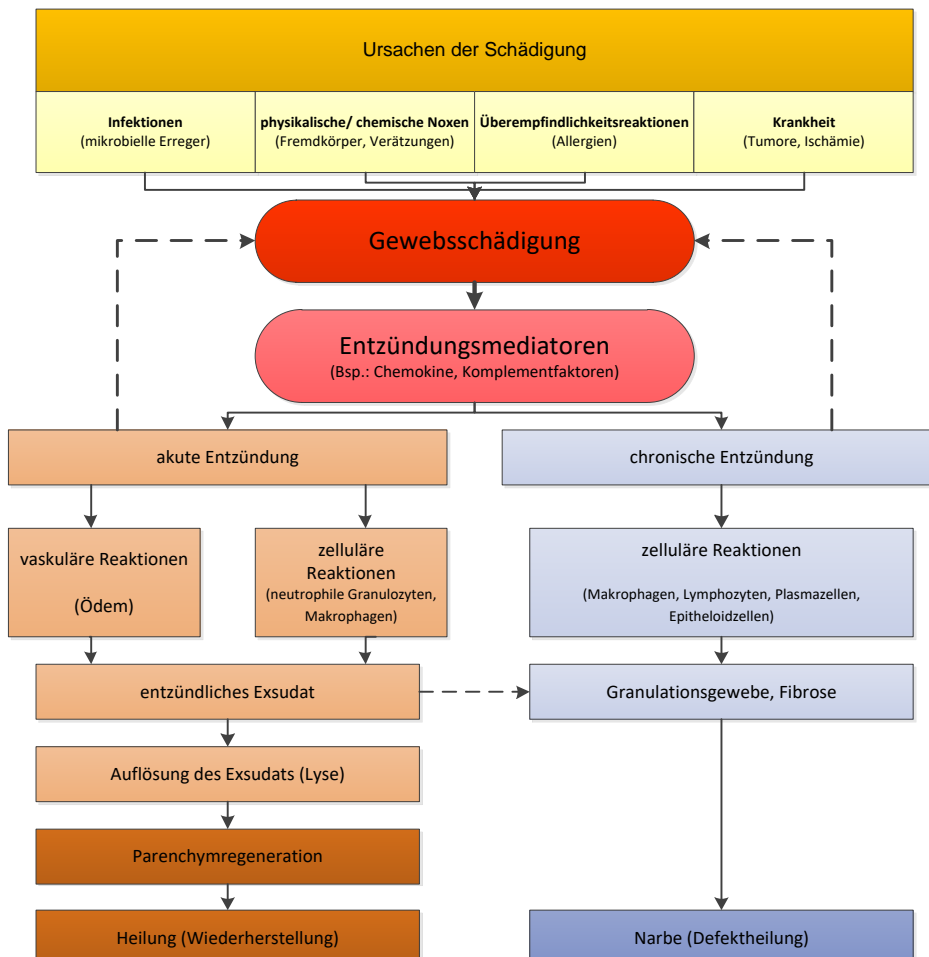 Ursachen der Schädigung
Infektionen
(mikrobielle Erreger)
physikalische/ chemische Noxen
(Fremdkörper, Verätzungen)
Überempfindlichkeitsreaktionen
(Allergien)
Krankheit
(Tumore, Ischämie)
Gewebsschädigung
Entzündungsmediatoren
(Bsp.: Chemokine, Komplementfaktoren)
akute Entzündung
chronische Entzündung
vaskuläre Reaktionen
(Ödem)
zelluläre
Reaktionen
(neutrophile Granulozyten,
Makrophagen)
zelluläre Reaktionen
(Makrophagen, Lymphozyten, Plasmazellen,
Epitheloidzellen)
entzündliches Exsudat
Granulationsgewebe, Fibrose
Auflösung des Exsudats (Lyse)
Parenchymregeneration
Heilung (Wiederherstellung)
Narbe (Defektheilung)